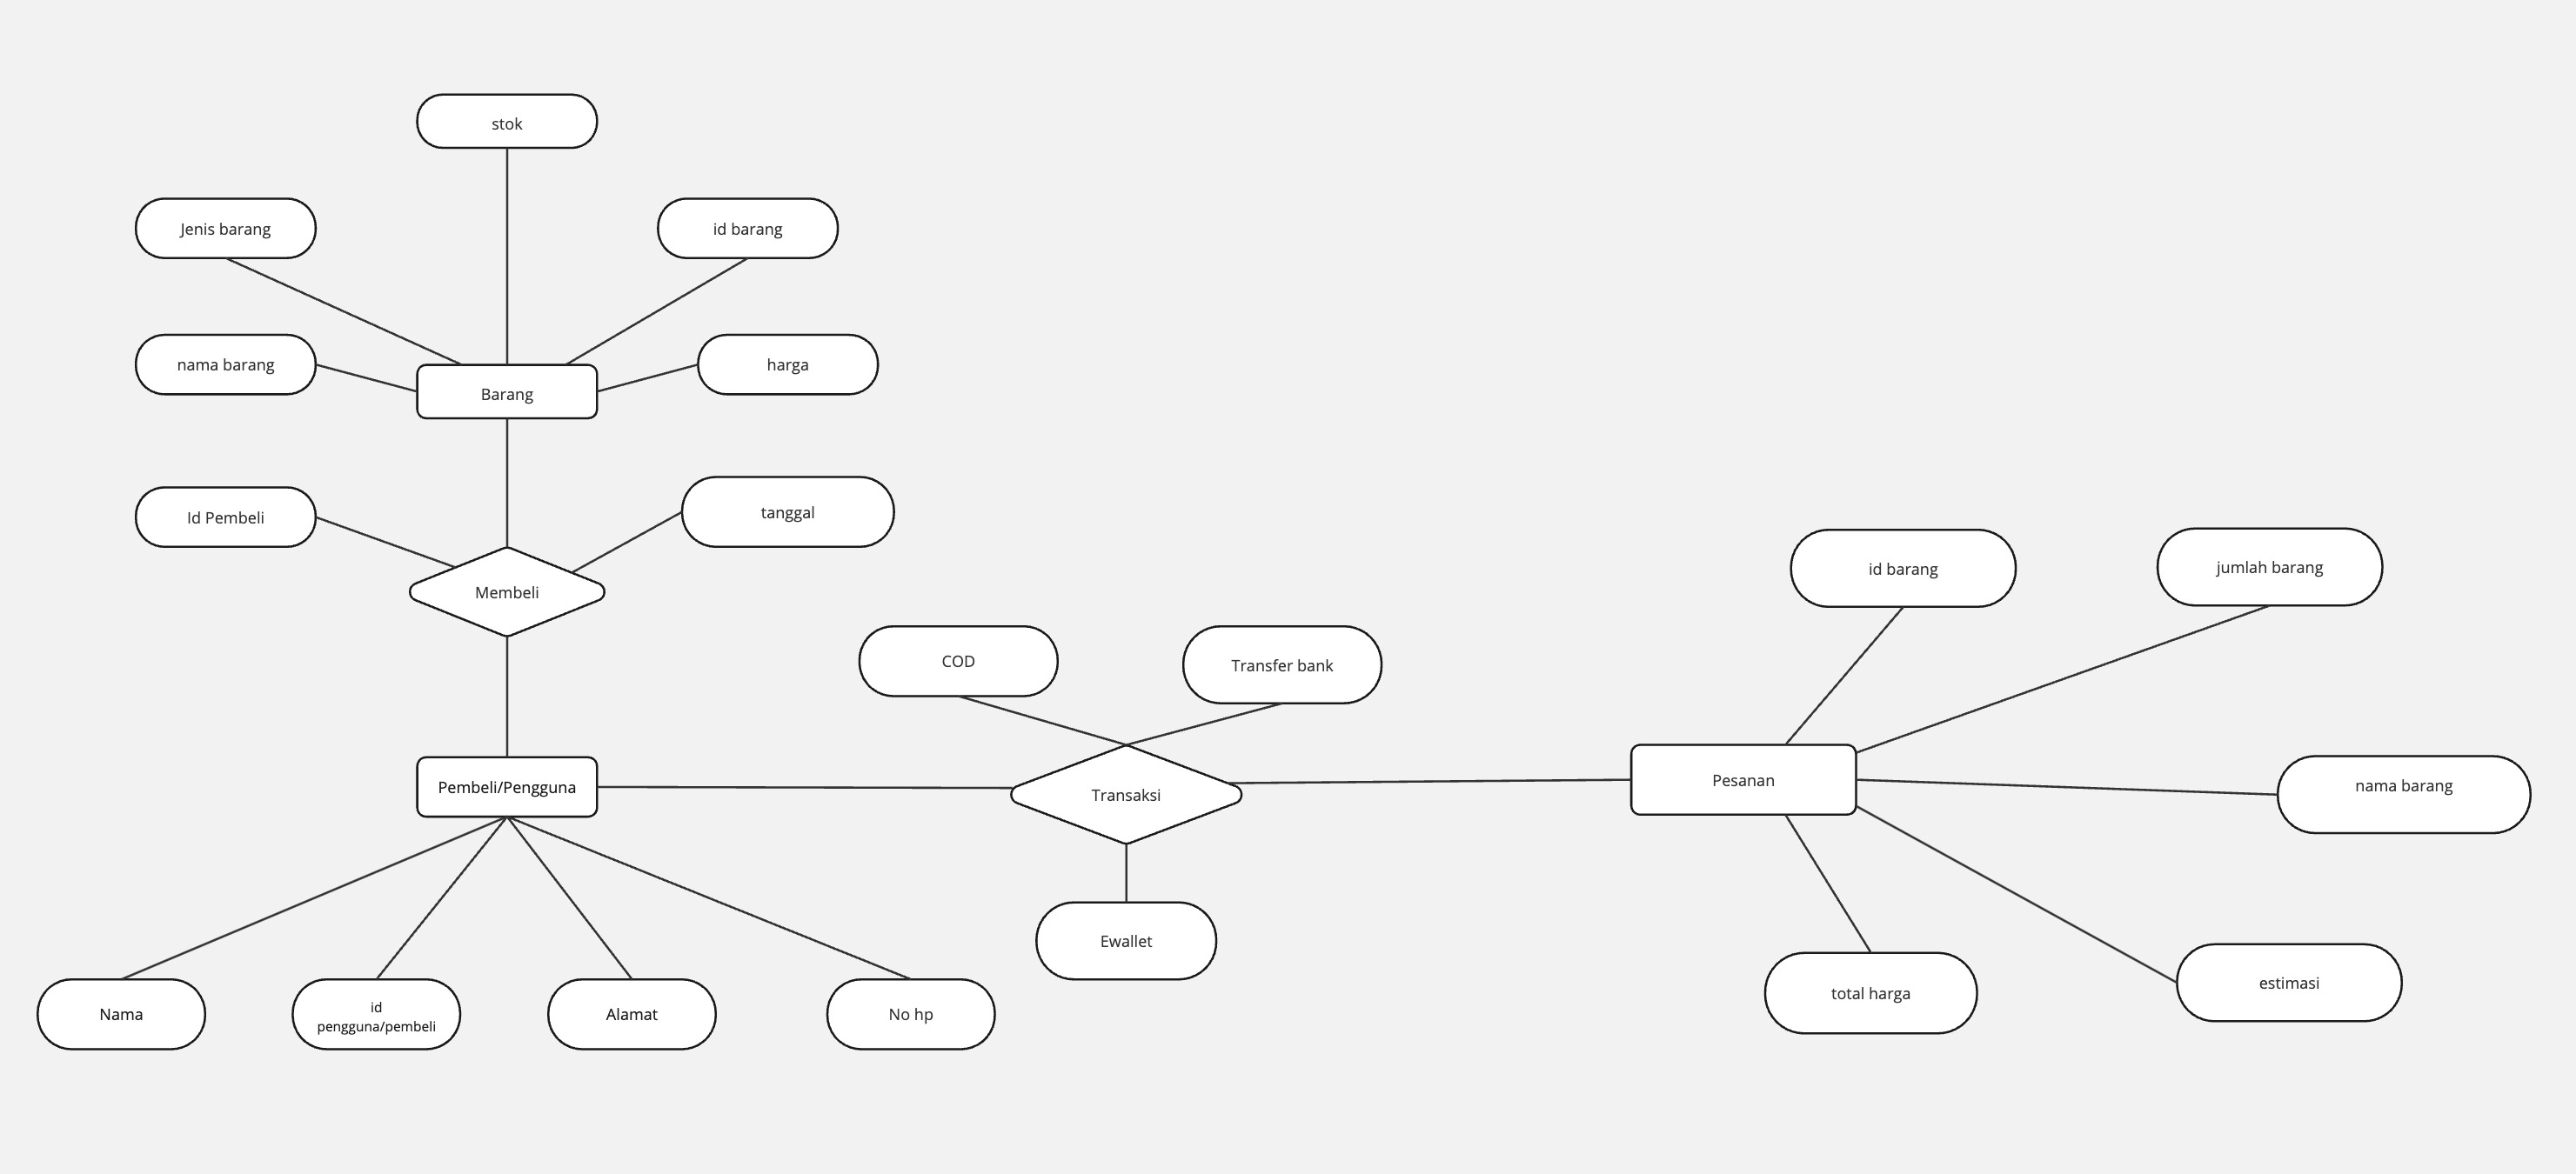 stok
Jenis barang
id barang
nama barang
harga
Barang
Id Pembeli
tanggal
Membeli
id barang
jumlah barang
COD
Transfer bank
Pembeli/Pengguna
Transaksi
Pesanan
nama barang
Ewallet
total harga
estimasi
Nama
id
pengguna/pembeli
Alamat
No hp